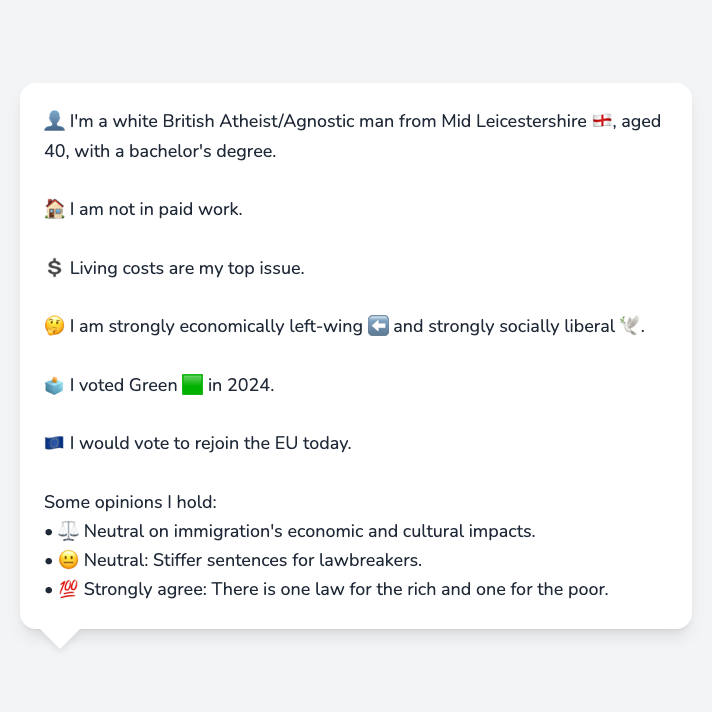 👤 I'm a white British Atheist/Agnostic man from Mid Leicestershire 🏴󠁧󠁢󠁥󠁮󠁧󠁿, aged
40, with a bachelor's degree.
🏠 I am not in paid work.
💲 Living costs are my top issue.
🤔 I am strongly economically left-wing ⬅️ and strongly socially liberal 🕊️.
🗳️ I voted Green 🟩 in 2024.
🇪🇺 I would vote to rejoin the EU today.
Some opinions I hold:
• ⚖️ Neutral on immigration's economic and cultural impacts.
• 😐 Neutral: Stiffer sentences for lawbreakers.
• 💯 Strongly agree: There is one law for the rich and one for the poor.